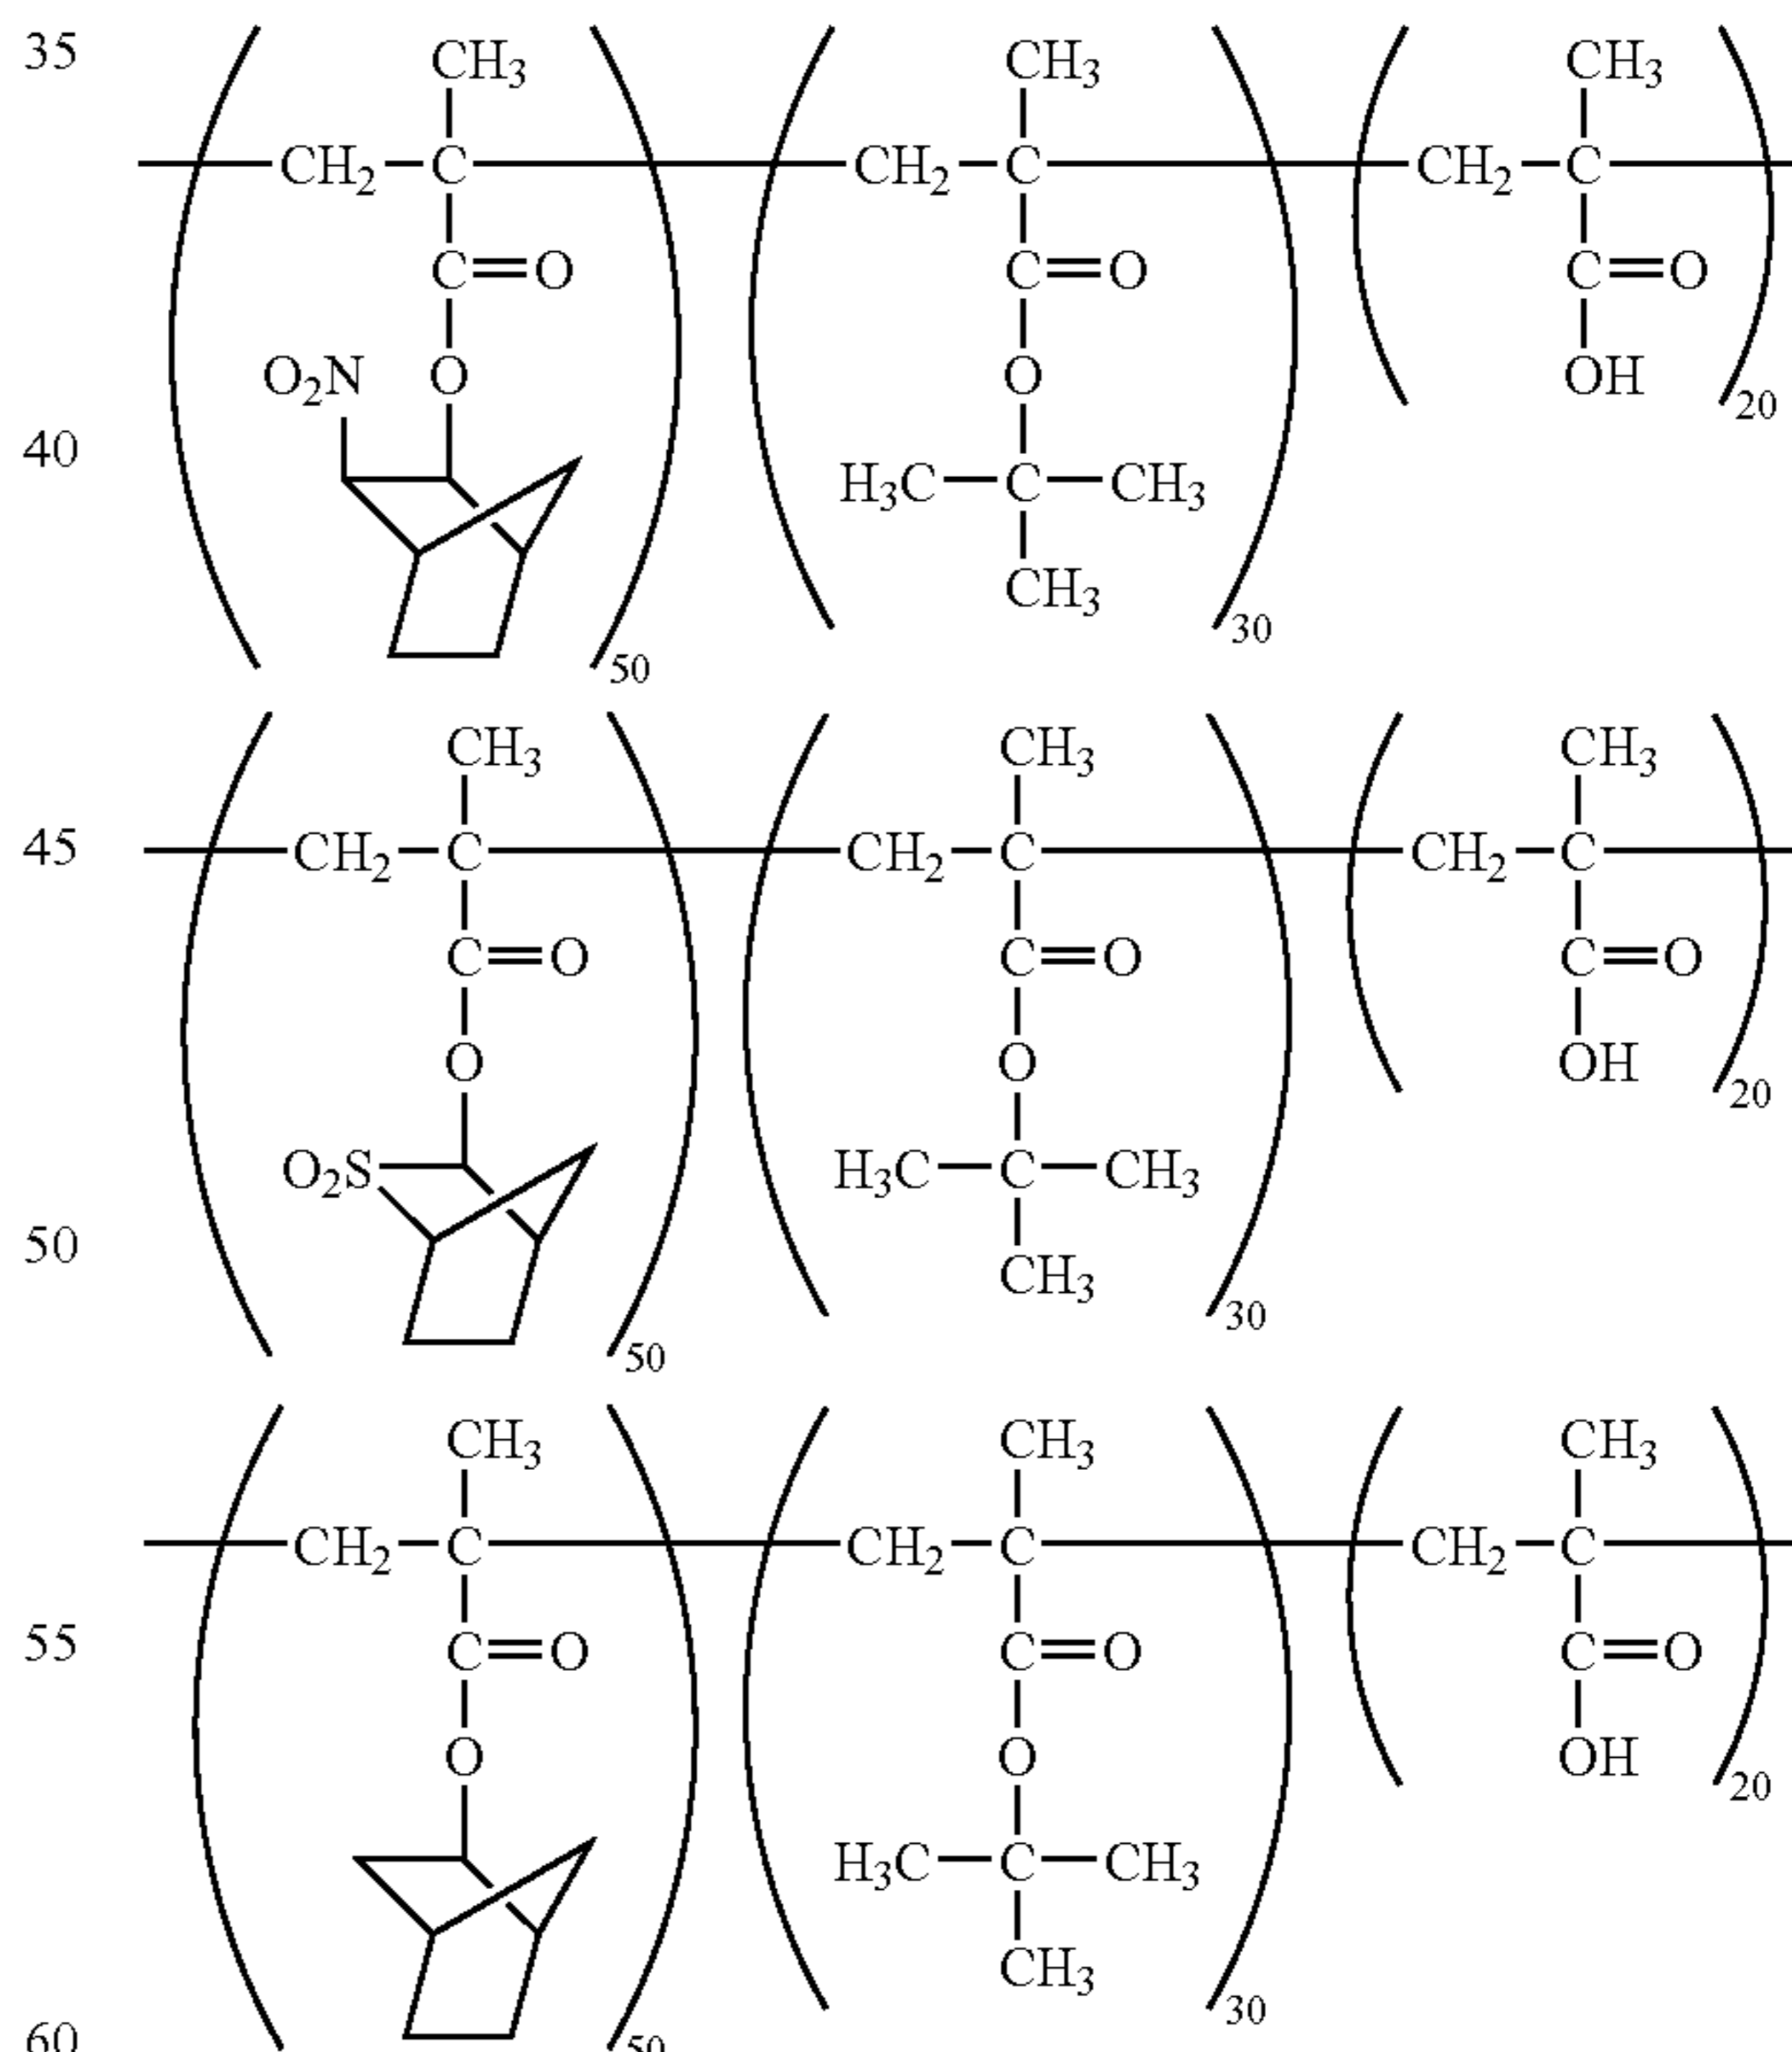 35 CH₃ CH₃ CH₃
CH₂ C CH₂ C CH₂ C
C=O C=O C=O
O₂N O O OH 20
40
H₃C C CH₃
CH₃
30
50
CH₃ CH₃ CH₃
45 CH₂ C CH₂ C CH₂ C
C=O C=O C=O
O O OH
20
O₂S H₃C C CH₃
50
CH₃
30
50
CH₃ CH₃ CH₃
CH₂ C CH₂ C CH₂ C
55 C=O C=O C=O
O O OH
20
H₃C C CH₃
CH₃
30
60 50